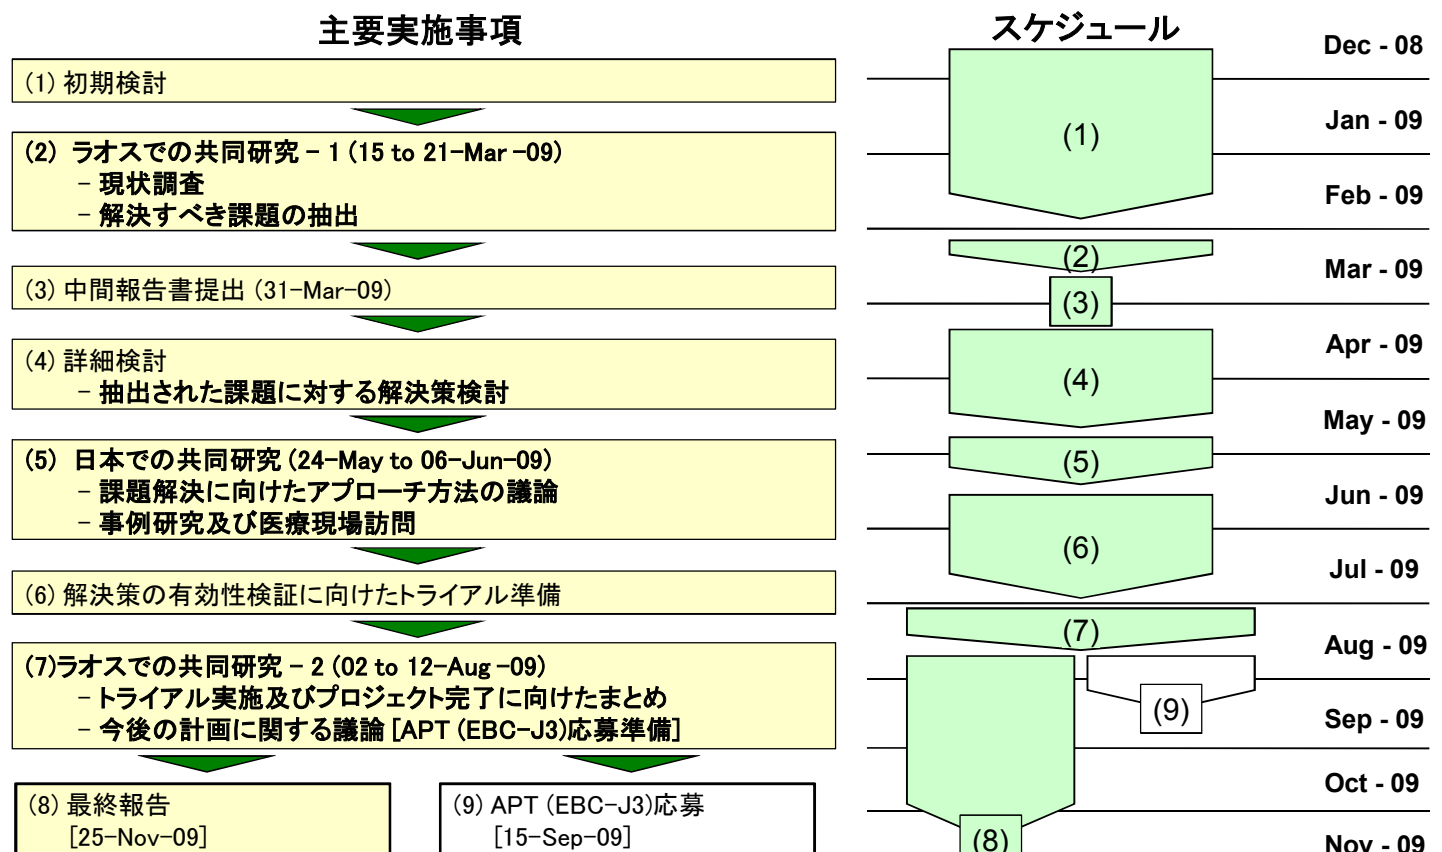 主要実施事項
(1) 初期検討
(2) ラオスでの共同研究 − 1 (15 to 21−Mar −09)
− 現状調査
− 解決すべき課題の抽出
(3) 中間報告書提出 (31−Mar−09)
(4) 詳細検討
− 抽出された課題に対する解決策検討
(5) 日本での共同研究 (24−May to 06−Jun−09)
− 課題解決に向けたアプローチ方法の議論
− 事例研究及び医療現場訪問
(6) 解決策の有効性検証に向けたトライアル準備
(7)ラオスでの共同研究 − 2 (02 to 12−Aug −09)
− トライアル実施及びプロジェクト完了に向けたまとめ
− 今後の計画に関する議論 [APT (EBC−J3)応募準備]
(8) 最終報告
[25−Nov−09]
(9) APT (EBC−J3)応募
[15−Sep−09]
スケジュール
Dec - 08
(1)
Jan - 09
Feb - 09
(2)
Mar - 09
(3)
Apr - 09
(4)
May - 09
(5)
Jun - 09
(6)
Jul - 09
(7)
Aug - 09
(9)
Sep - 09
Oct - 09
(8)
Nov - 09